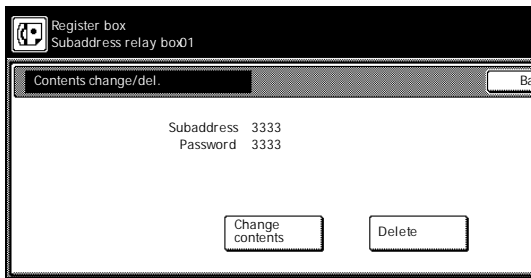 Register box
Subaddress relay box01
Contents change/del.
Subaddress 3333
Password 3333
Change
contents
Delete